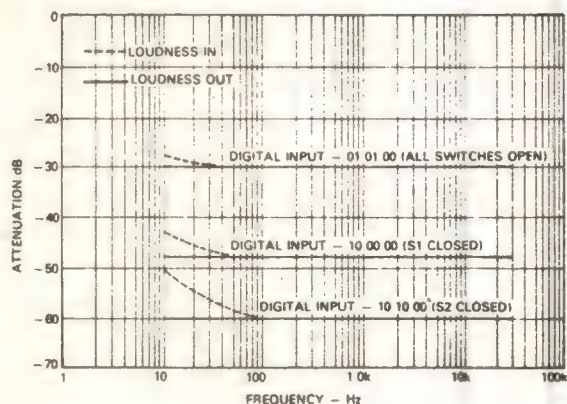 0
-10
-20
-30
-40
-50
-60
-70
ATTENUATION dB
LOUDNESS IN
LOUDNESS OUT
DIGITAL INPUT – 01 01 00 (ALL SWITCHES OPEN)
DIGITAL INPUT – 10 00 00 (S1 CLOSED)
DIGITAL INPUT – 10 10 00 (S2 CLOSED)
1 10 100 1 0k 10k 100k
FREQUENCY – Hz